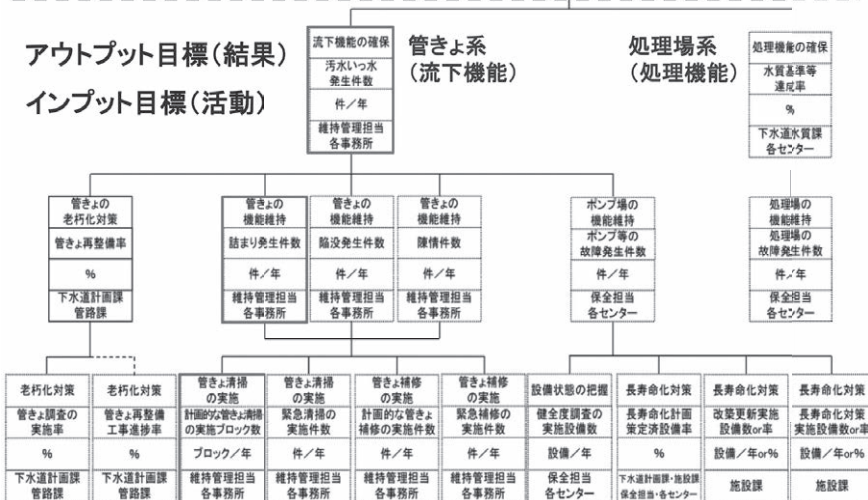 アウトプット目標(結果)
インプット目標(活動)
管きょ系
(流下機能)
処理場系
(処理機能)
流下機能の確保
汚水いっ水
発生件数
件/年
維持管理担当
各事務所
処理機能の確保
水質基準等
達成率
%
下水道水質課
各センター
管きょの
老朽化対策
管きょ再整備率
%
下水道計画課
管路課
管きょの
機能維持
詰まり発生件数
件/年
維持管理担当
各事務所
管きょの
機能維持
陥没発生件数
件/年
維持管理担当
各事務所
管きょの
機能維持
陳情件数
件/年
維持管理担当
各事務所
ポンプ場の
機能維持
ポンプ等の
故障発生件数
件/年
保全担当
各センター
処理場の
機能維持
処理場の
故障発生件数
件/年
保全担当
各センター
老朽化対策
管きょ調査の
実施率
%
下水道計画課
管路課
老朽化対策
管きょ再整備
工事進捗率
%
下水道計画課
管路課
管きょ清掃
の実施
計画的な管きょ清掃
の実施ブロック数
ブロック/年
維持管理担当
各事務所
管きょ清掃
の実施
緊急清掃の
実施件数
件/年
維持管理担当
各事務所
管きょ補修
の実施
計画的な管きょ
補修の実施件数
件/年
維持管理担当
各事務所
管きょ補修
の実施
緊急補修の
実施件数
件/年
維持管理担当
各事務所
設備状態の把握
健全度調査の
実施設備数
設備/年
保全担当
各センター
長寿命化対策
長寿命化計画
策定済設備率
%
下水道計画課・施設課
保全担当・各センター
長寿命化対策
改築更新実施
設備数or率
設備/年or%
施設課
長寿命化対策
長寿命化対策
実施設備数or率
設備/年or%
施設課